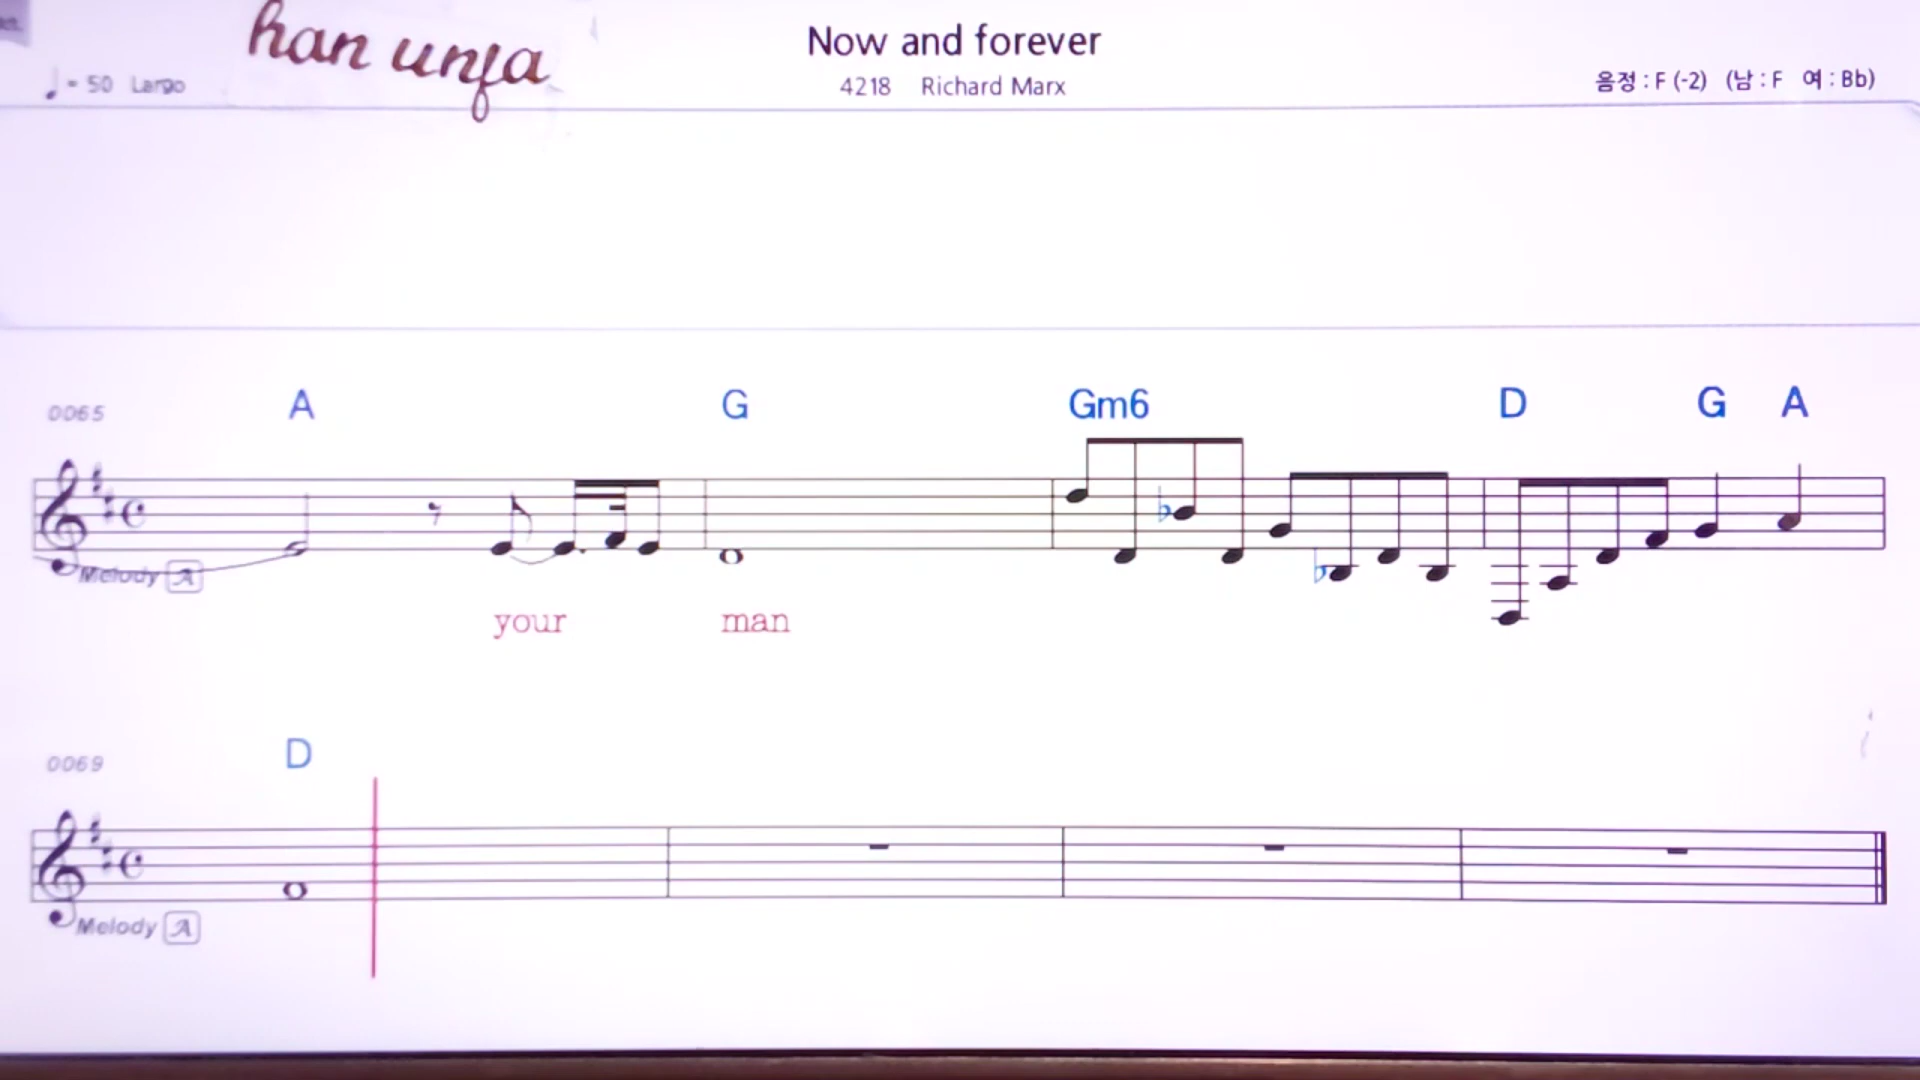 han unfa
Now and forever
♩ = 50 Largo
4218 Richard Marx
음정 : F (-2) (남 : F 여 : Bb)
0065 A G Gm6 D G A
Melody A
your man
0069 D
Melody A